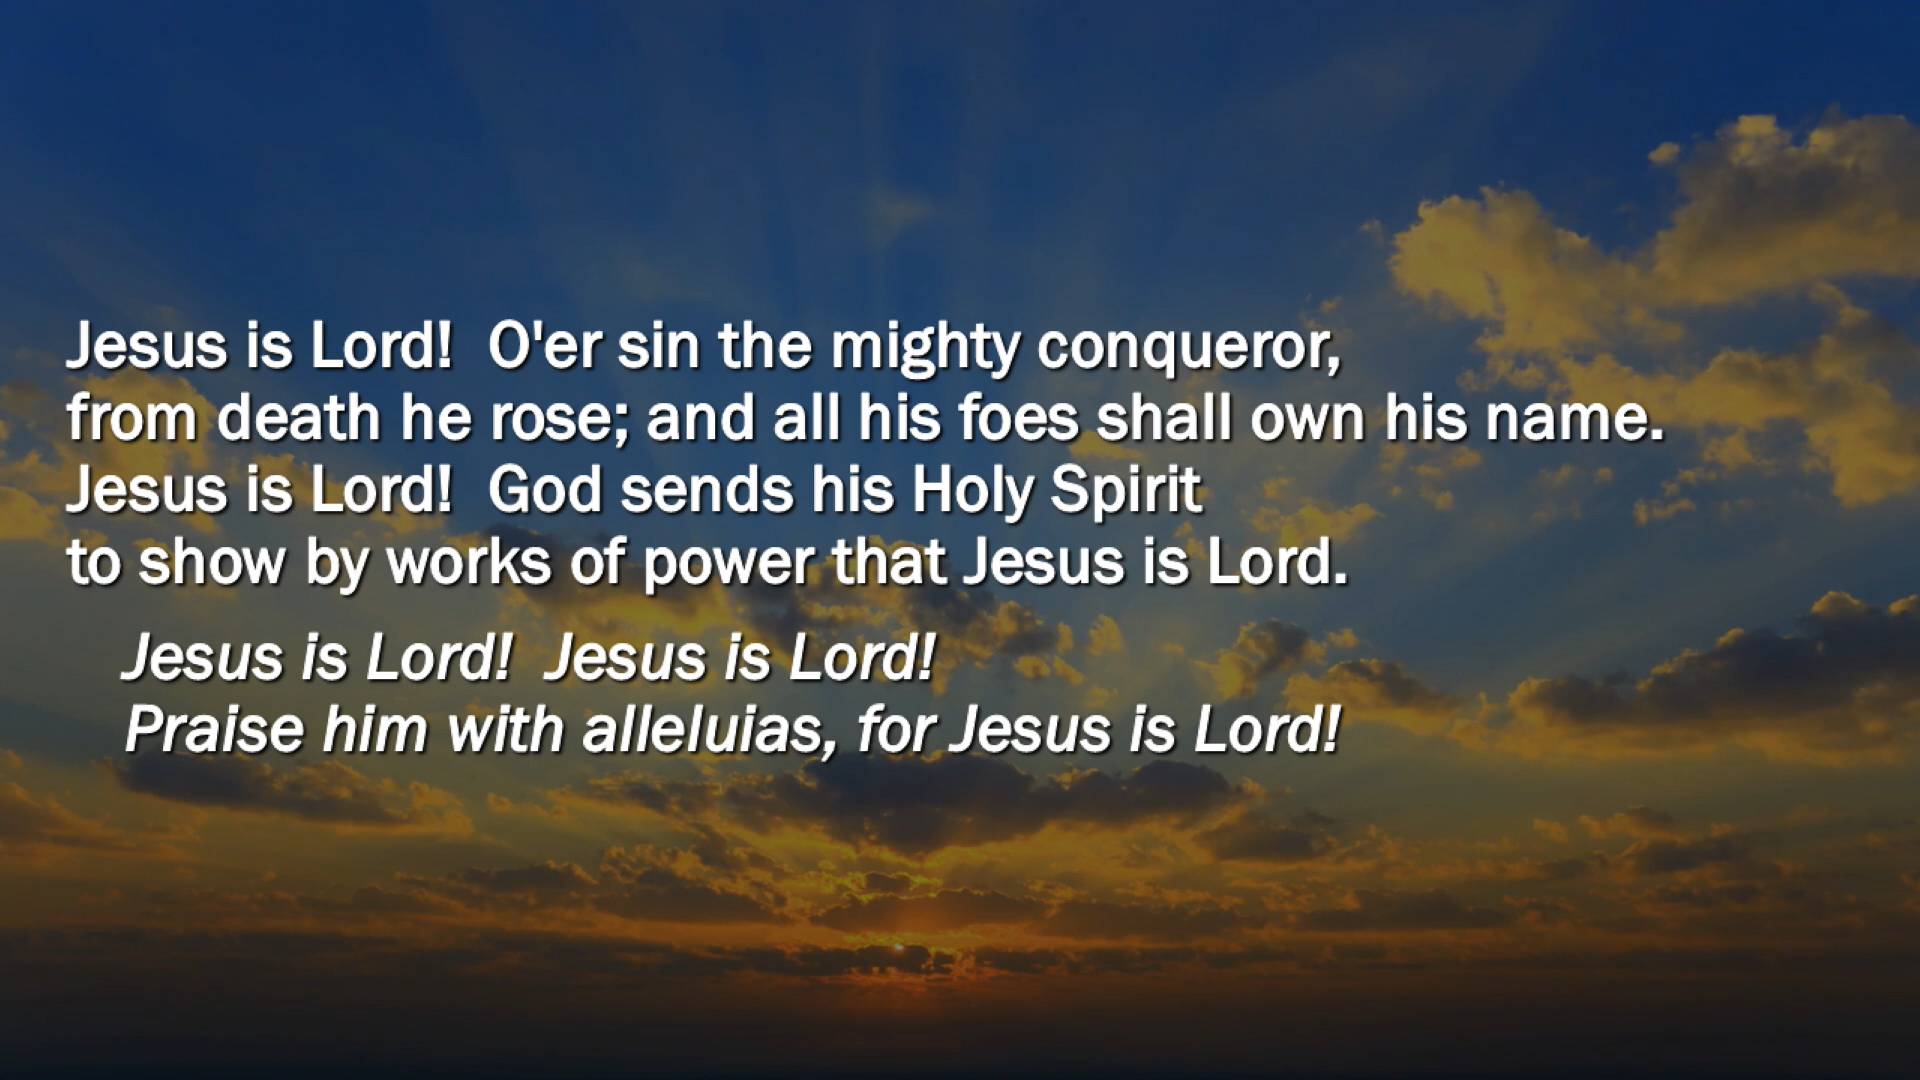 Jesus is Lord!  O'er sin the mighty conqueror,
from death he rose; and all his foes shall own his name.
Jesus is Lord!  God sends his Holy Spirit
to show by works of power that Jesus is Lord.
Jesus is Lord!  Jesus is Lord!
Praise him with alleluias, for Jesus is Lord!